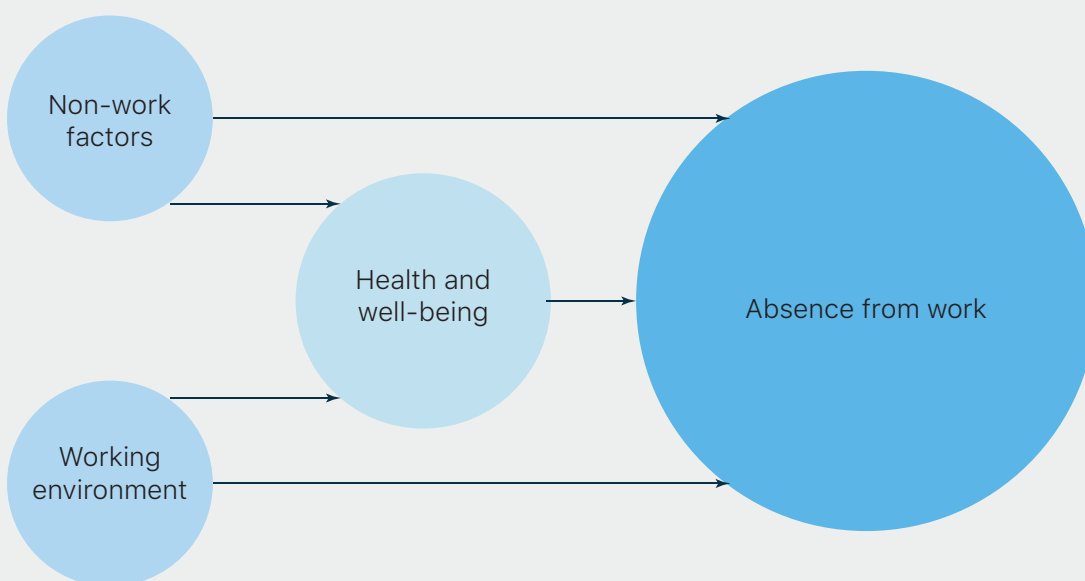 Non-work
factors
Health and
well-being
Absence from work
Working
environment